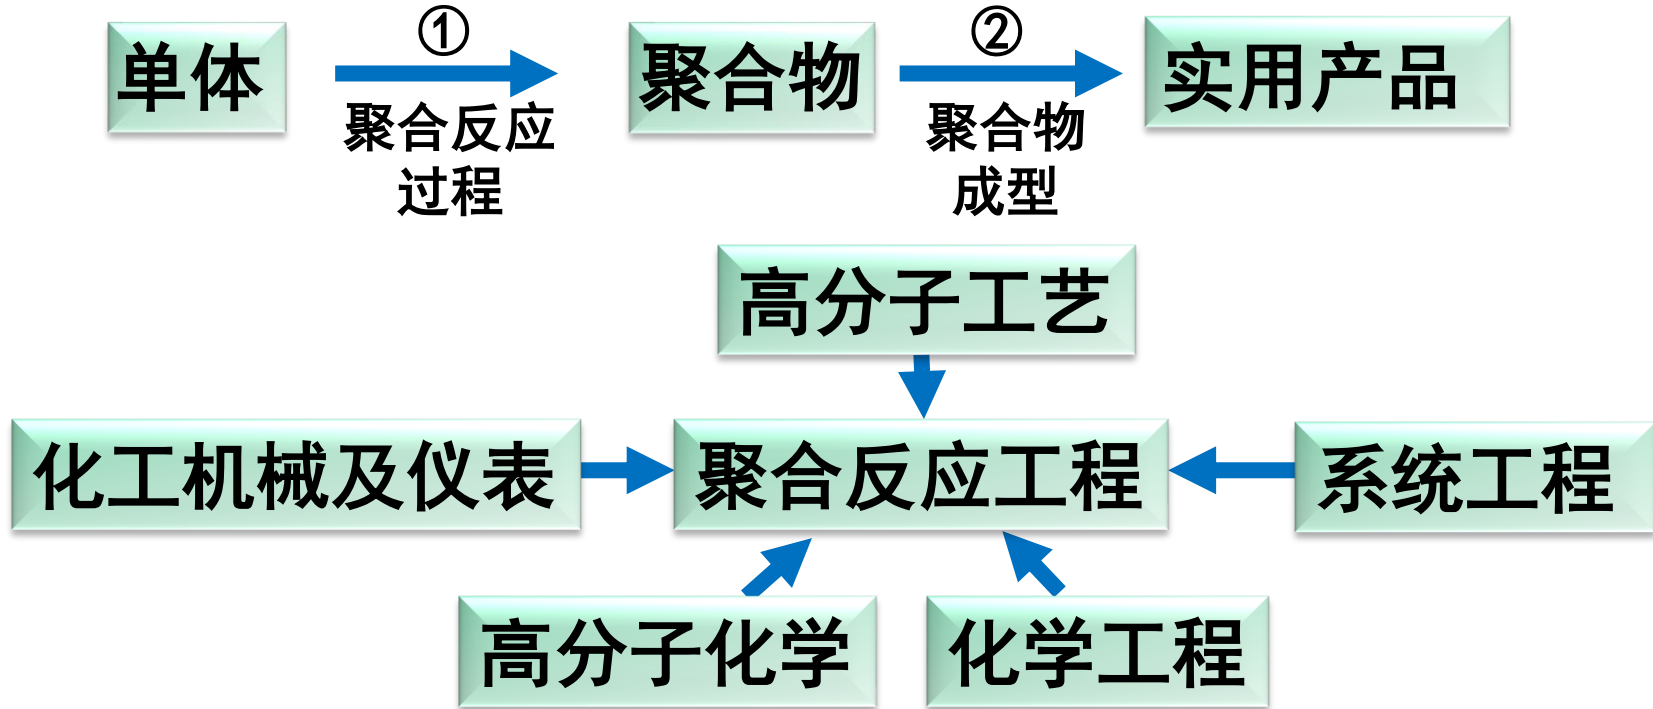 ①
②
单体
聚合物
实用产品
聚合反应
过程
聚合物
成型
高分子工艺
化工机械及仪表
聚合反应工程
系统工程
高分子化学
化学工程